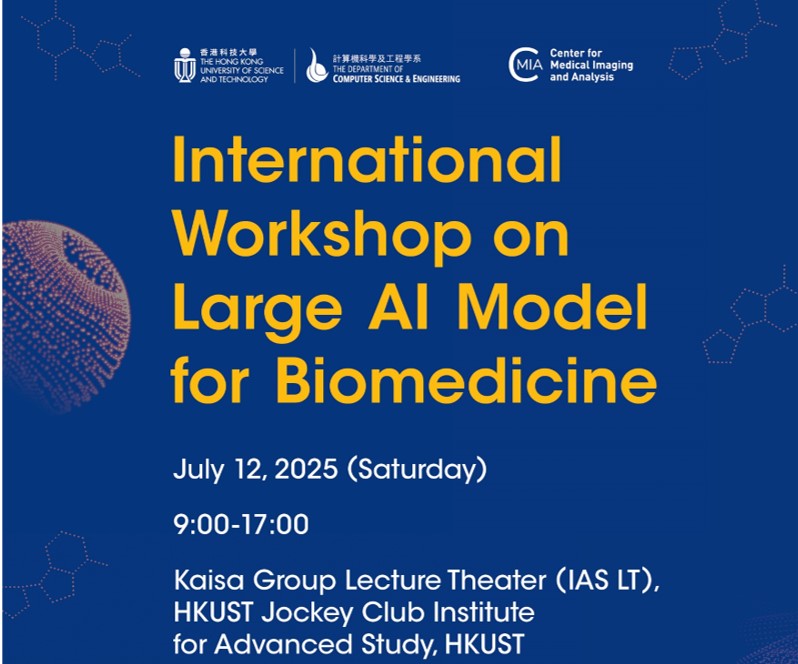 香港科技大學
THE HONG KONG
UNIVERSITY OF SCIENCE
AND TECHNOLOGY
計算機科學及工程學系
THE DEPARTMENT OF
COMPUTER SCIENCE & ENGINEERING
CMIA
Center for
Medical Imaging
and Analysis
International
Workshop on
Large AI Model
for Biomedicine
July 12, 2025 (Saturday)
9:00-17:00
Kaisa Group Lecture Theater (IAS LT),
HKUST Jockey Club Institute
for Advanced Study, HKUST